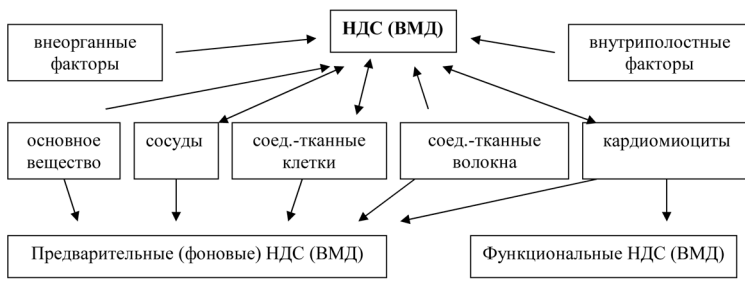 НДС (ВМД)
внеорганные
факторы
внутриполостные
факторы
основное
вещество
сосуды
соед.-тканные
клетки
соед.-тканные
волокна
кардиомиоциты
Предварительные (фоновые) НДС (ВМД)
Функциональные НДС (ВМД)